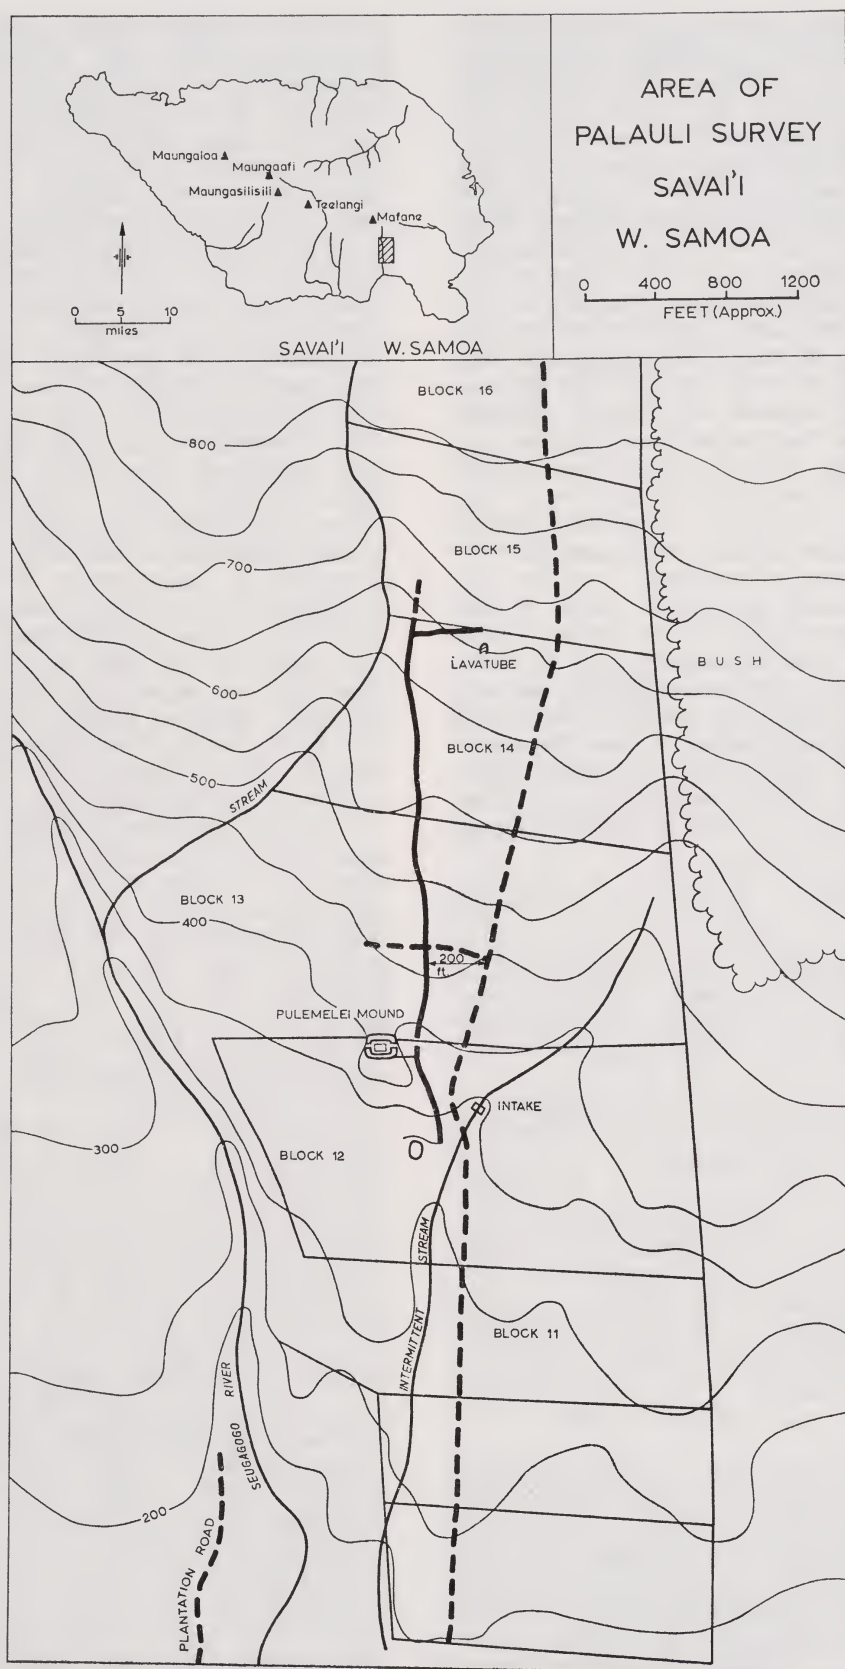 AREA OF
PALAULI SURVEY
SAVAI'I
W. SAMOA
0 400 800 1200
FEET (Approx.)
Maungaloa
Maungaafi
Maungasilisili
Teelangi
Mafane
0 5 10
miles
SAVAI'I W. SAMOA
BLOCK 16
800
BLOCK 15
700
LAVATUBE
BUSH
600
BLOCK 14
500
STREAM
BLOCK 13
400
200
ft.
PULEMELEI MOUND
INTAKE
300
BLOCK 12
INTERMITTENT STREAM
BLOCK 11
SEUGAGOGO RIVER
200
PLANTATION ROAD